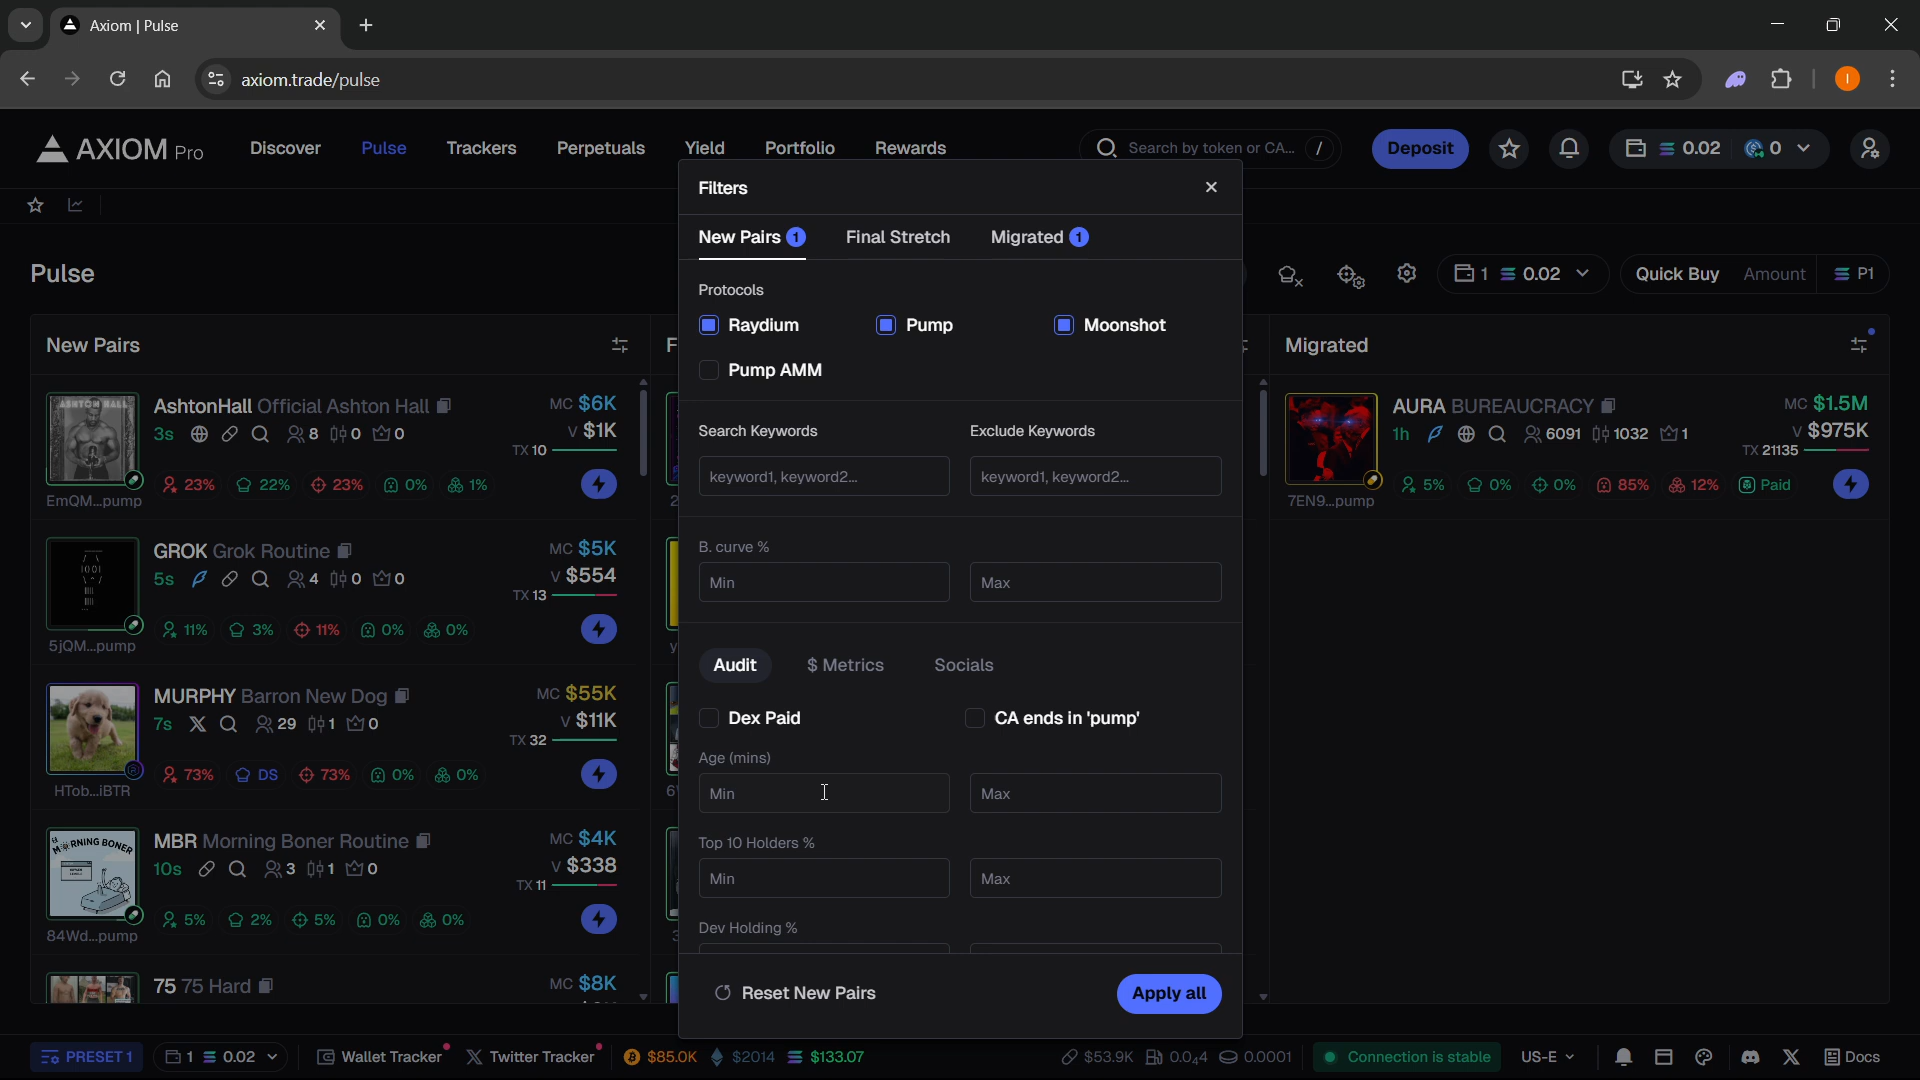 Axiom | Pulse
axiom.trade/pulse
I
AXIOM Pro
Discover
Pulse
Trackers
Perpetuals
Yield
Portfolio
Rewards
Search by token or CA... /
Deposit
0.02
0
Pulse
1 0.02
Quick Buy Amount P1
New Pairs
AshtonHall Official Ashton Hall
MC $6K
3s 8 0 0
V $1K
TX 10
23% 22% 23% 0% 1%
EmQM...pump
GROK Grok Routine
MC $5K
5s 4 0 0
V $554
TX 13
11% 3% 11% 0% 0%
5jQM...pump
MURPHY Barron New Dog
MC $55K
7s 29 1 0
V $11K
TX 32
73% DS 73% 0% 0%
HTob...iBTR
MORNING BONER
MBR Morning Boner Routine
MC $4K
10s 3 1 0
V $338
TX 11
5% 2% 5% 0% 0%
84Wd...pump
75 75 Hard
MC $8K
Filters
New Pairs 1
Final Stretch
Migrated 1
Protocols
Raydium
Pump
Moonshot
Pump AMM
Search Keywords
Exclude Keywords
keyword1, keyword2...
keyword1, keyword2...
B. curve %
Min
Max
Audit
$ Metrics
Socials
Dex Paid
CA ends in 'pump'
Age (mins)
Min
Max
Top 10 Holders %
Min
Max
Dev Holding %
Reset New Pairs
Apply all
Migrated
AURA BUREAUCRACY
MC $1.5M
1h 6091 1032 1
V $975K
TX 21135
5% 0% 0% 85% 12% Paid
7EN9...pump
PRESET 1
1 0.02
Wallet Tracker
Twitter Tracker
$85.0K
$2014
$133.07
$53.9K
0.0₄4
0.0001
Connection is stable
US-E
Docs